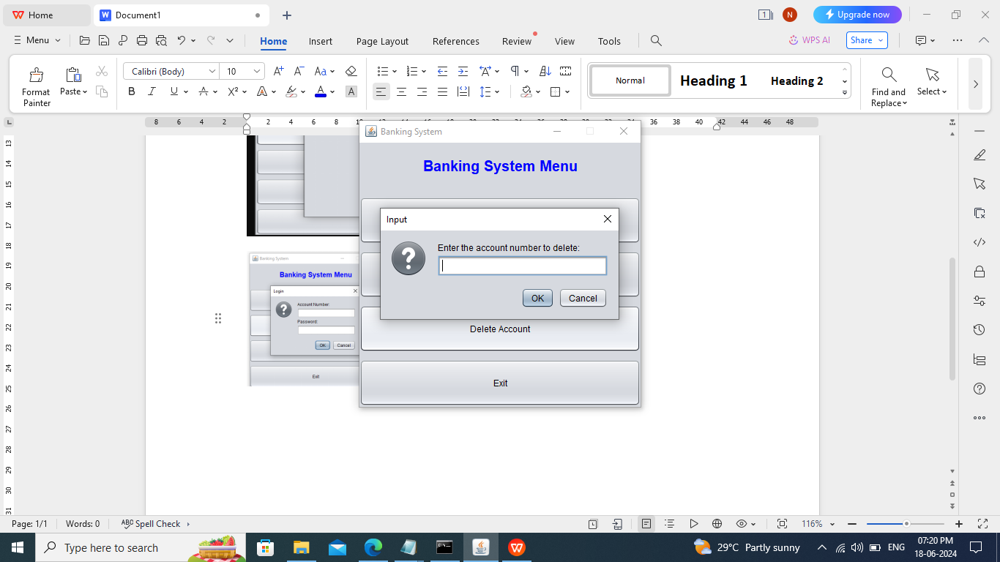 Home
Document1
1
N
Upgrade now
Menu
Home
Insert
Page Layout
References
Review
View
Tools
WPS AI
Share
Format Painter
Paste
Calibri (Body)
10
Normal
Heading 1
Heading 2
Find and Replace
Select
8 6 4 2 2 4 6 8 42 44 46 48
13
14
15
16
17
18
19
20
21
22
23
24
25
26
27
28
29
30
31
Banking System
Banking System Menu
Login
Account Number:
Password:
OK
Cancel
Exit
Banking System
Banking System Menu
Input
Enter the account number to delete:
OK
Cancel
Delete Account
Exit
Page: 1/1
Words: 0
Spell Check
116%
Type here to search
29°C Partly sunny
ENG
07:20 PM
18-06-2024